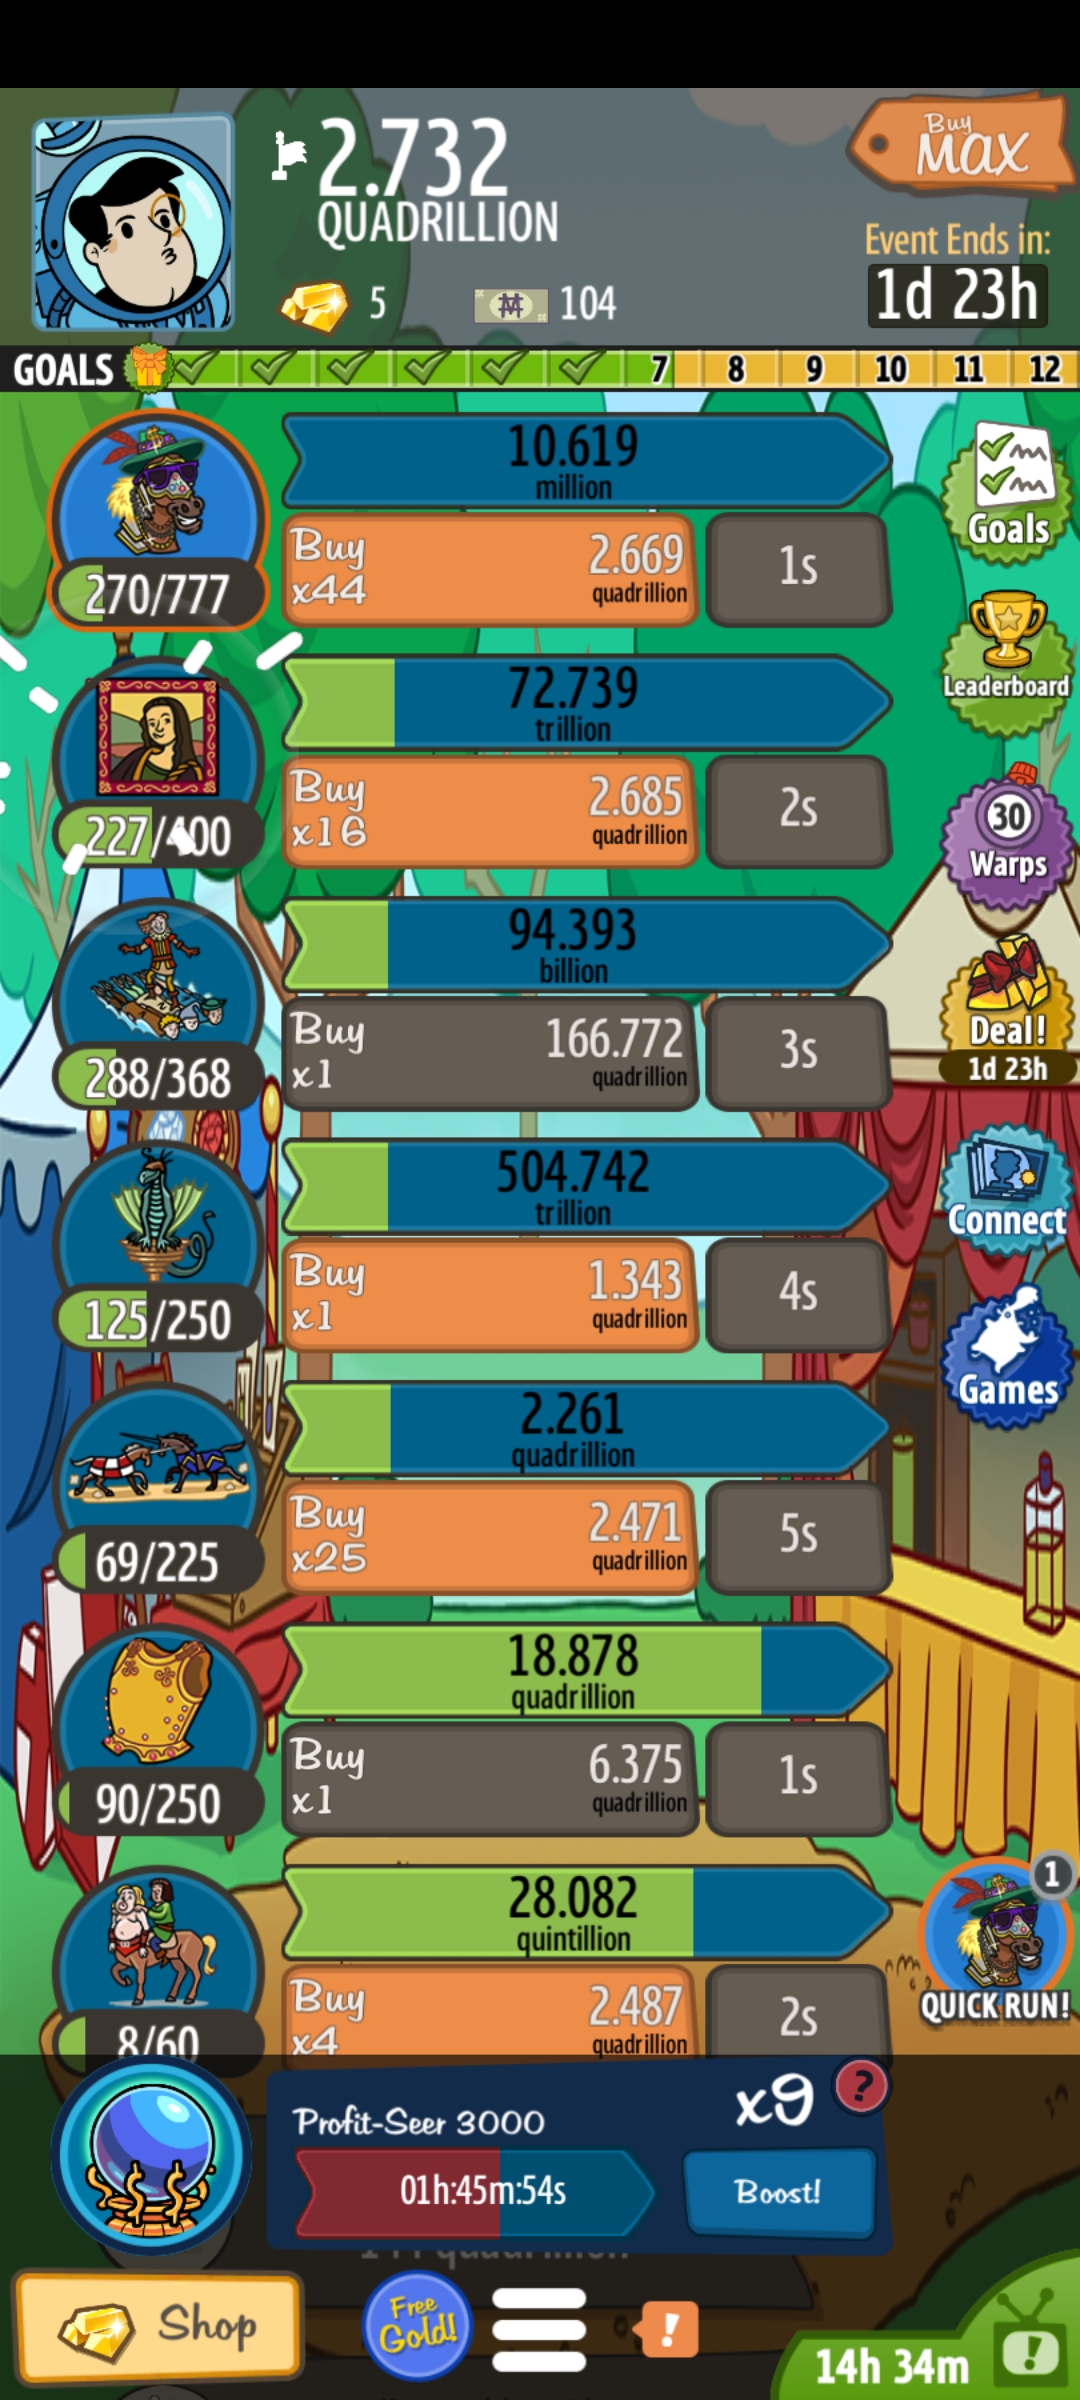 2.732
QUADRILLION
Buy
MAX
5
104
Event Ends in:
1d 23h
GOALS
7 8 9 10 11 12
10.619
million
Buy
x44
2.669
quadrillion
1s
270/777
Goals
72.739
trillion
Leaderboard
Buy
x16
2.685
quadrillion
2s
227/400
30
Warps
94.393
billion
Buy
x1
166.772
quadrillion
3s
288/368
Deal!
1d 23h
504.742
trillion
Connect
Buy
x1
1.343
quadrillion
4s
125/250
Games
2.261
quadrillion
Buy
x25
2.471
quadrillion
5s
69/225
18.878
quadrillion
Buy
x1
6.375
quadrillion
1s
90/250
28.082
quintillion
1
Buy
x4
2.487
quadrillion
2s
8/60
QUICK RUN!
Profit-Seer 3000
x9
?
01h:45m:54s
Boost!
Shop
Free
Gold!
!
14h 34m
!